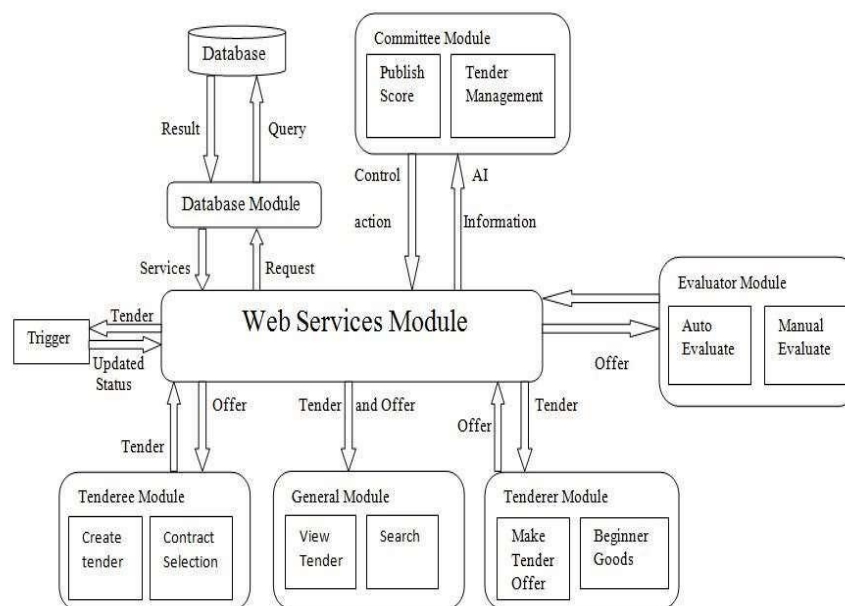 Database
Committee Module
Publish
Score
Tender
Management
Result
Query
Control
action
AI
Information
Database Module
Services
Request
Evaluator Module
Auto
Evaluate
Manual
Evaluate
Web Services Module
Tender
Trigger
Updated
Status
Offer
Tender
Offer
Tender and Offer
Offer
Tender
Tenderee Module
Create
tender
Contract
Selection
General Module
View
Tender
Search
Tenderer Module
Make
Tender
Offer
Beginner
Goods